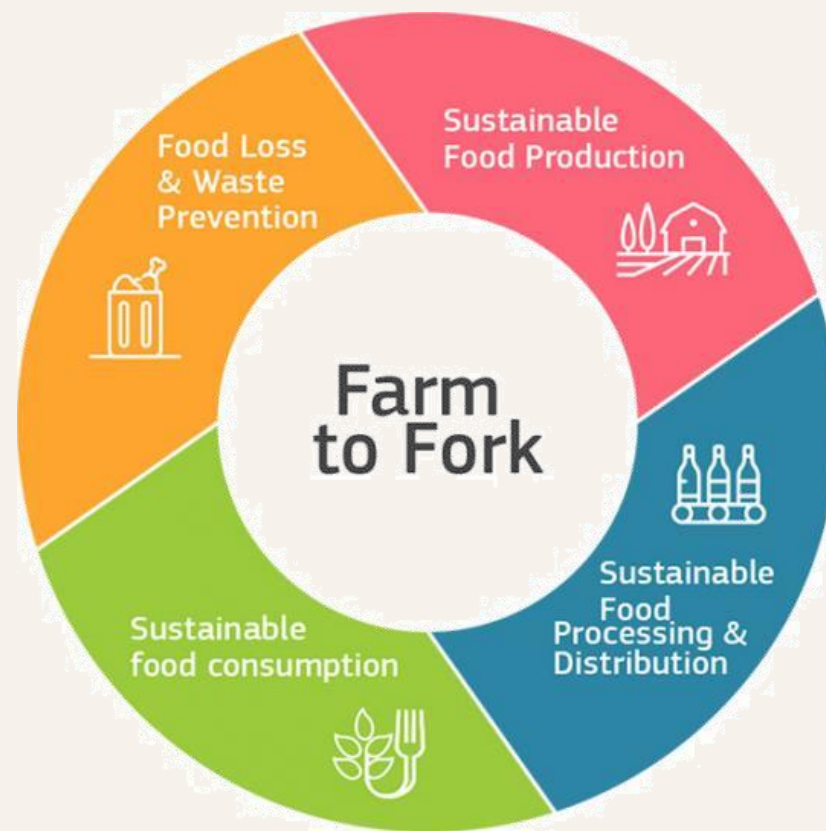 Food Loss
& Waste
Prevention
Sustainable
Food Production
Farm
to Fork
Sustainable
Food
Processing &
Distribution
Sustainable
food consumption